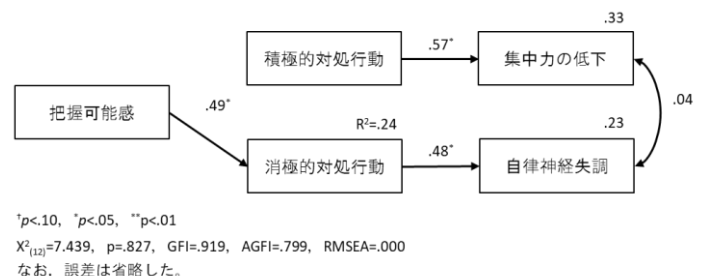 .33
積極的対処行動 .57* 集中力の低下
.04
把握可能感 .49*
R²=.24 .23
消極的対処行動 .48* 自律神経失調
†p<.10, *p<.05, **p<.01
X²(12)=7.439, p=.827, GFI=.919, AGFI=.799, RMSEA=.000
なお，誤差は省略した。